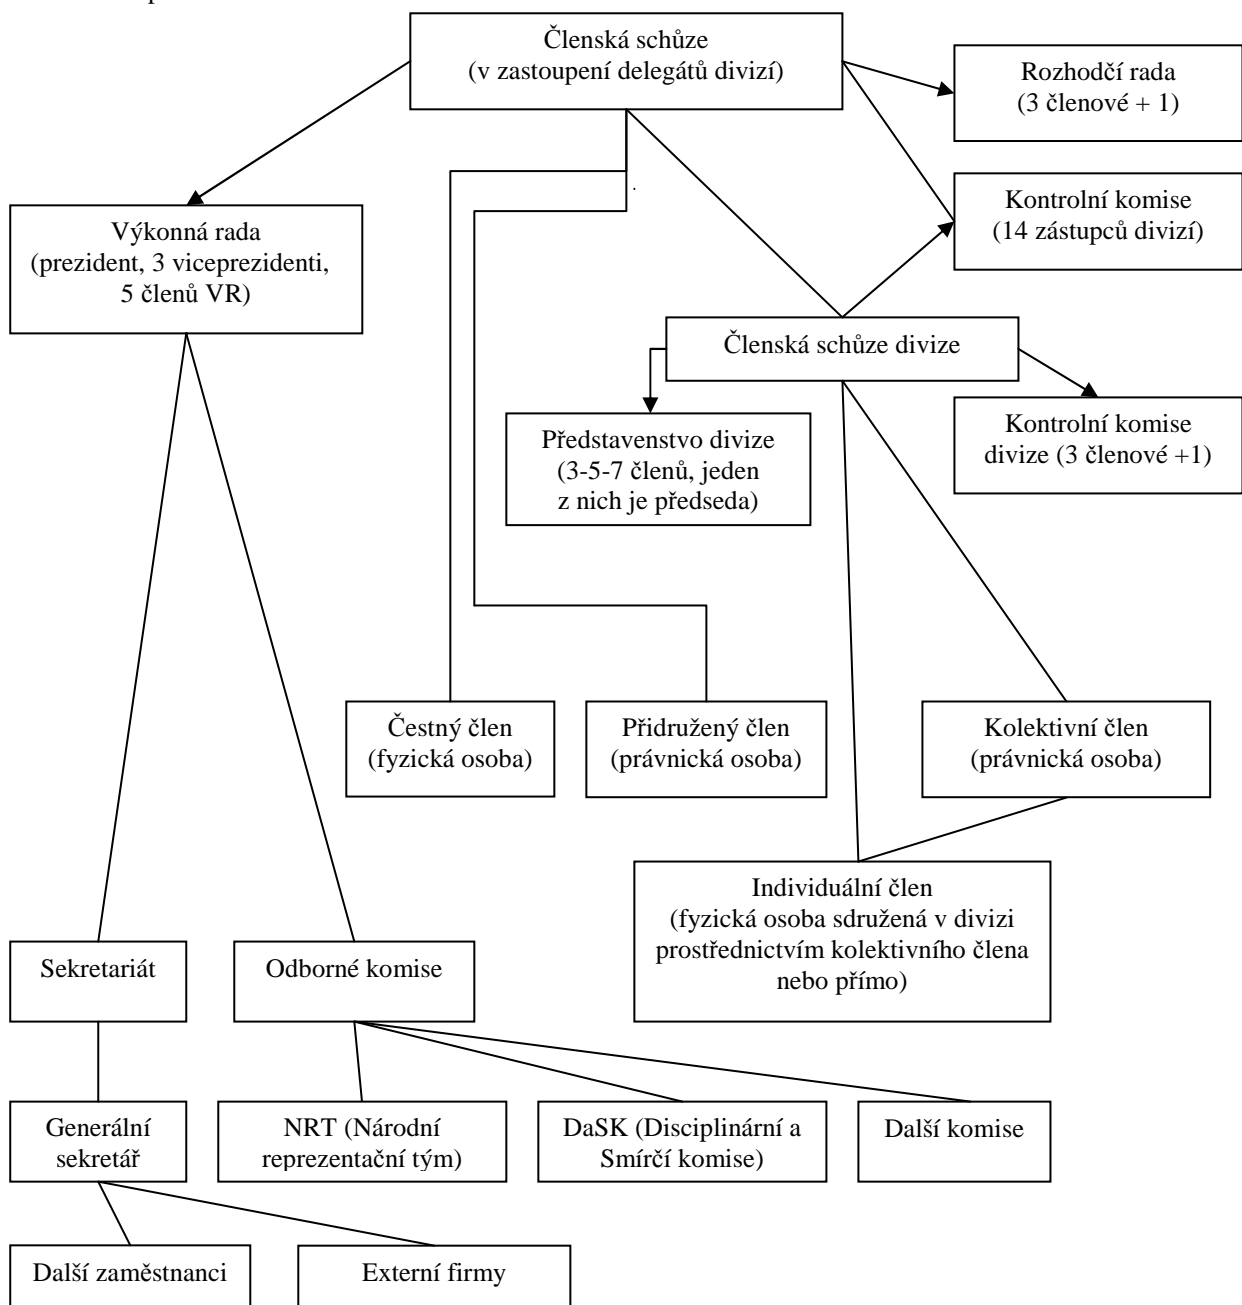 Členská schůze
(v zastoupení delegátů divizí)
Rozhodčí rada
(3 členové + 1)
Kontrolní komise
(14 zástupců divizí)
Výkonná rada
(prezident, 3 viceprezidenti,
5 členů VR)
Členská schůze divize
Představenstvo divize
(3-5-7 členů, jeden
z nich je předseda)
Kontrolní komise
divize (3 členové +1)
Čestný člen
(fyzická osoba)
Přidružený člen
(právnická osoba)
Kolektivní člen
(právnická osoba)
Individuální člen
(fyzická osoba sdružená v divizi
prostřednictvím kolektivního člena
nebo přímo)
Sekretariát
Odborné komise
Generální
sekretář
NRT (Národní
reprezentační tým)
DaSK (Disciplinární a
Smírčí komise)
Další komise
Další zaměstnanci
Externí firmy